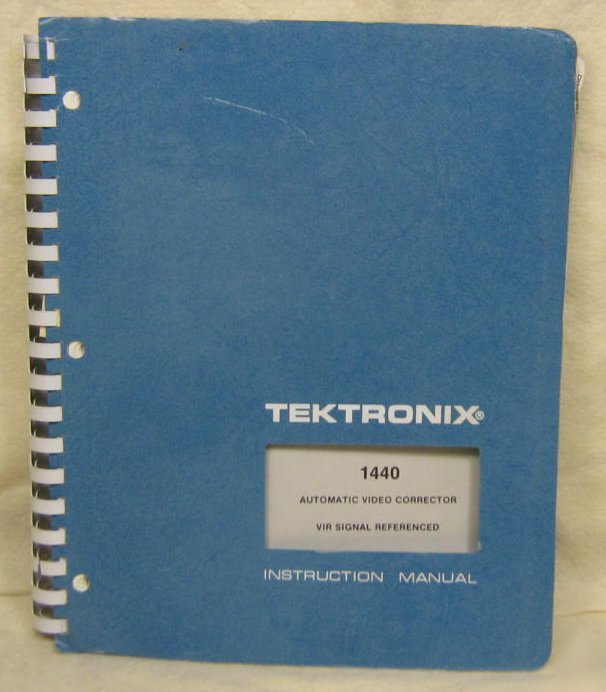 TEKTRONIX®
1440
AUTOMATIC VIDEO CORRECTOR
VIR SIGNAL REFERENCED
INSTRUCTION MANUAL